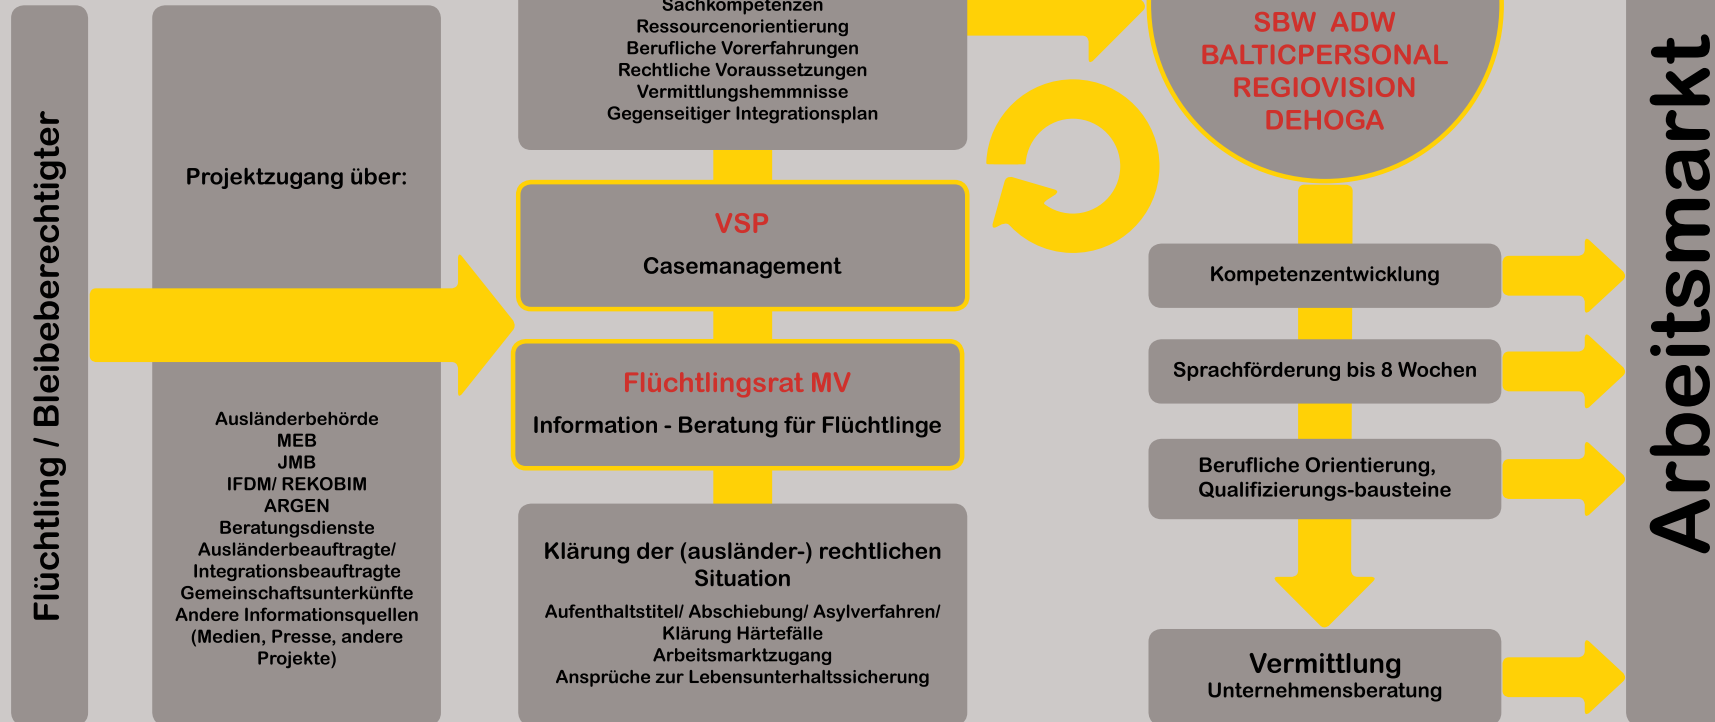 Flüchtling / Bleibeberechtigter
Projektzugang über:
Ausländerbehörde
MEB
JMB
IFDM/ REKOBIM
ARGEN
Beratungsdienste
Ausländerbeauftragte/
Integrationsbeauftragte
Gemeinschaftsunterkünfte
Andere Informationsquellen
(Medien, Presse, andere
Projekte)
Sachkompetenzen
Ressourcenorientierung
Berufliche Vorerfahrungen
Rechtliche Voraussetzungen
Vermittlungshemmnisse
Gegenseitiger Integrationsplan
VSP
Casemanagement
Flüchtlingsrat MV
Information - Beratung für Flüchtlinge
Klärung der (ausländer-) rechtlichen
Situation
Aufenthaltstitel/ Abschiebung/ Asylverfahren/
Klärung Härtefälle
Arbeitsmarktzugang
Ansprüche zur Lebensunterhaltssicherung
SBW ADW
BALTICPERSONAL
REGIOVISION
DEHOGA
Kompetenzentwicklung
Sprachförderung bis 8 Wochen
Berufliche Orientierung,
Qualifizierungs-bausteine
Vermittlung
Unternehmensberatung
Arbeitsmarkt